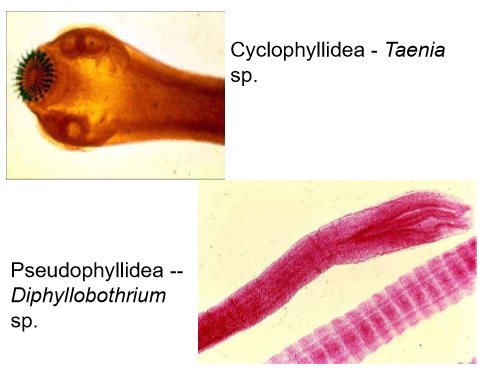 Cyclophyllidea - Taenia
sp.
Pseudophyllidea --
Diphyllobothrium
sp.